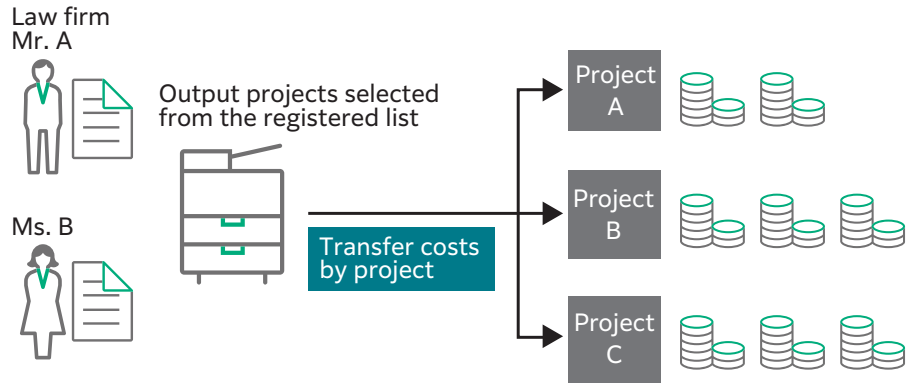 Law firm
Mr. A
Output projects selected
from the registered list
Ms. B
Transfer costs
by project
Project
A
Project
B
Project
C